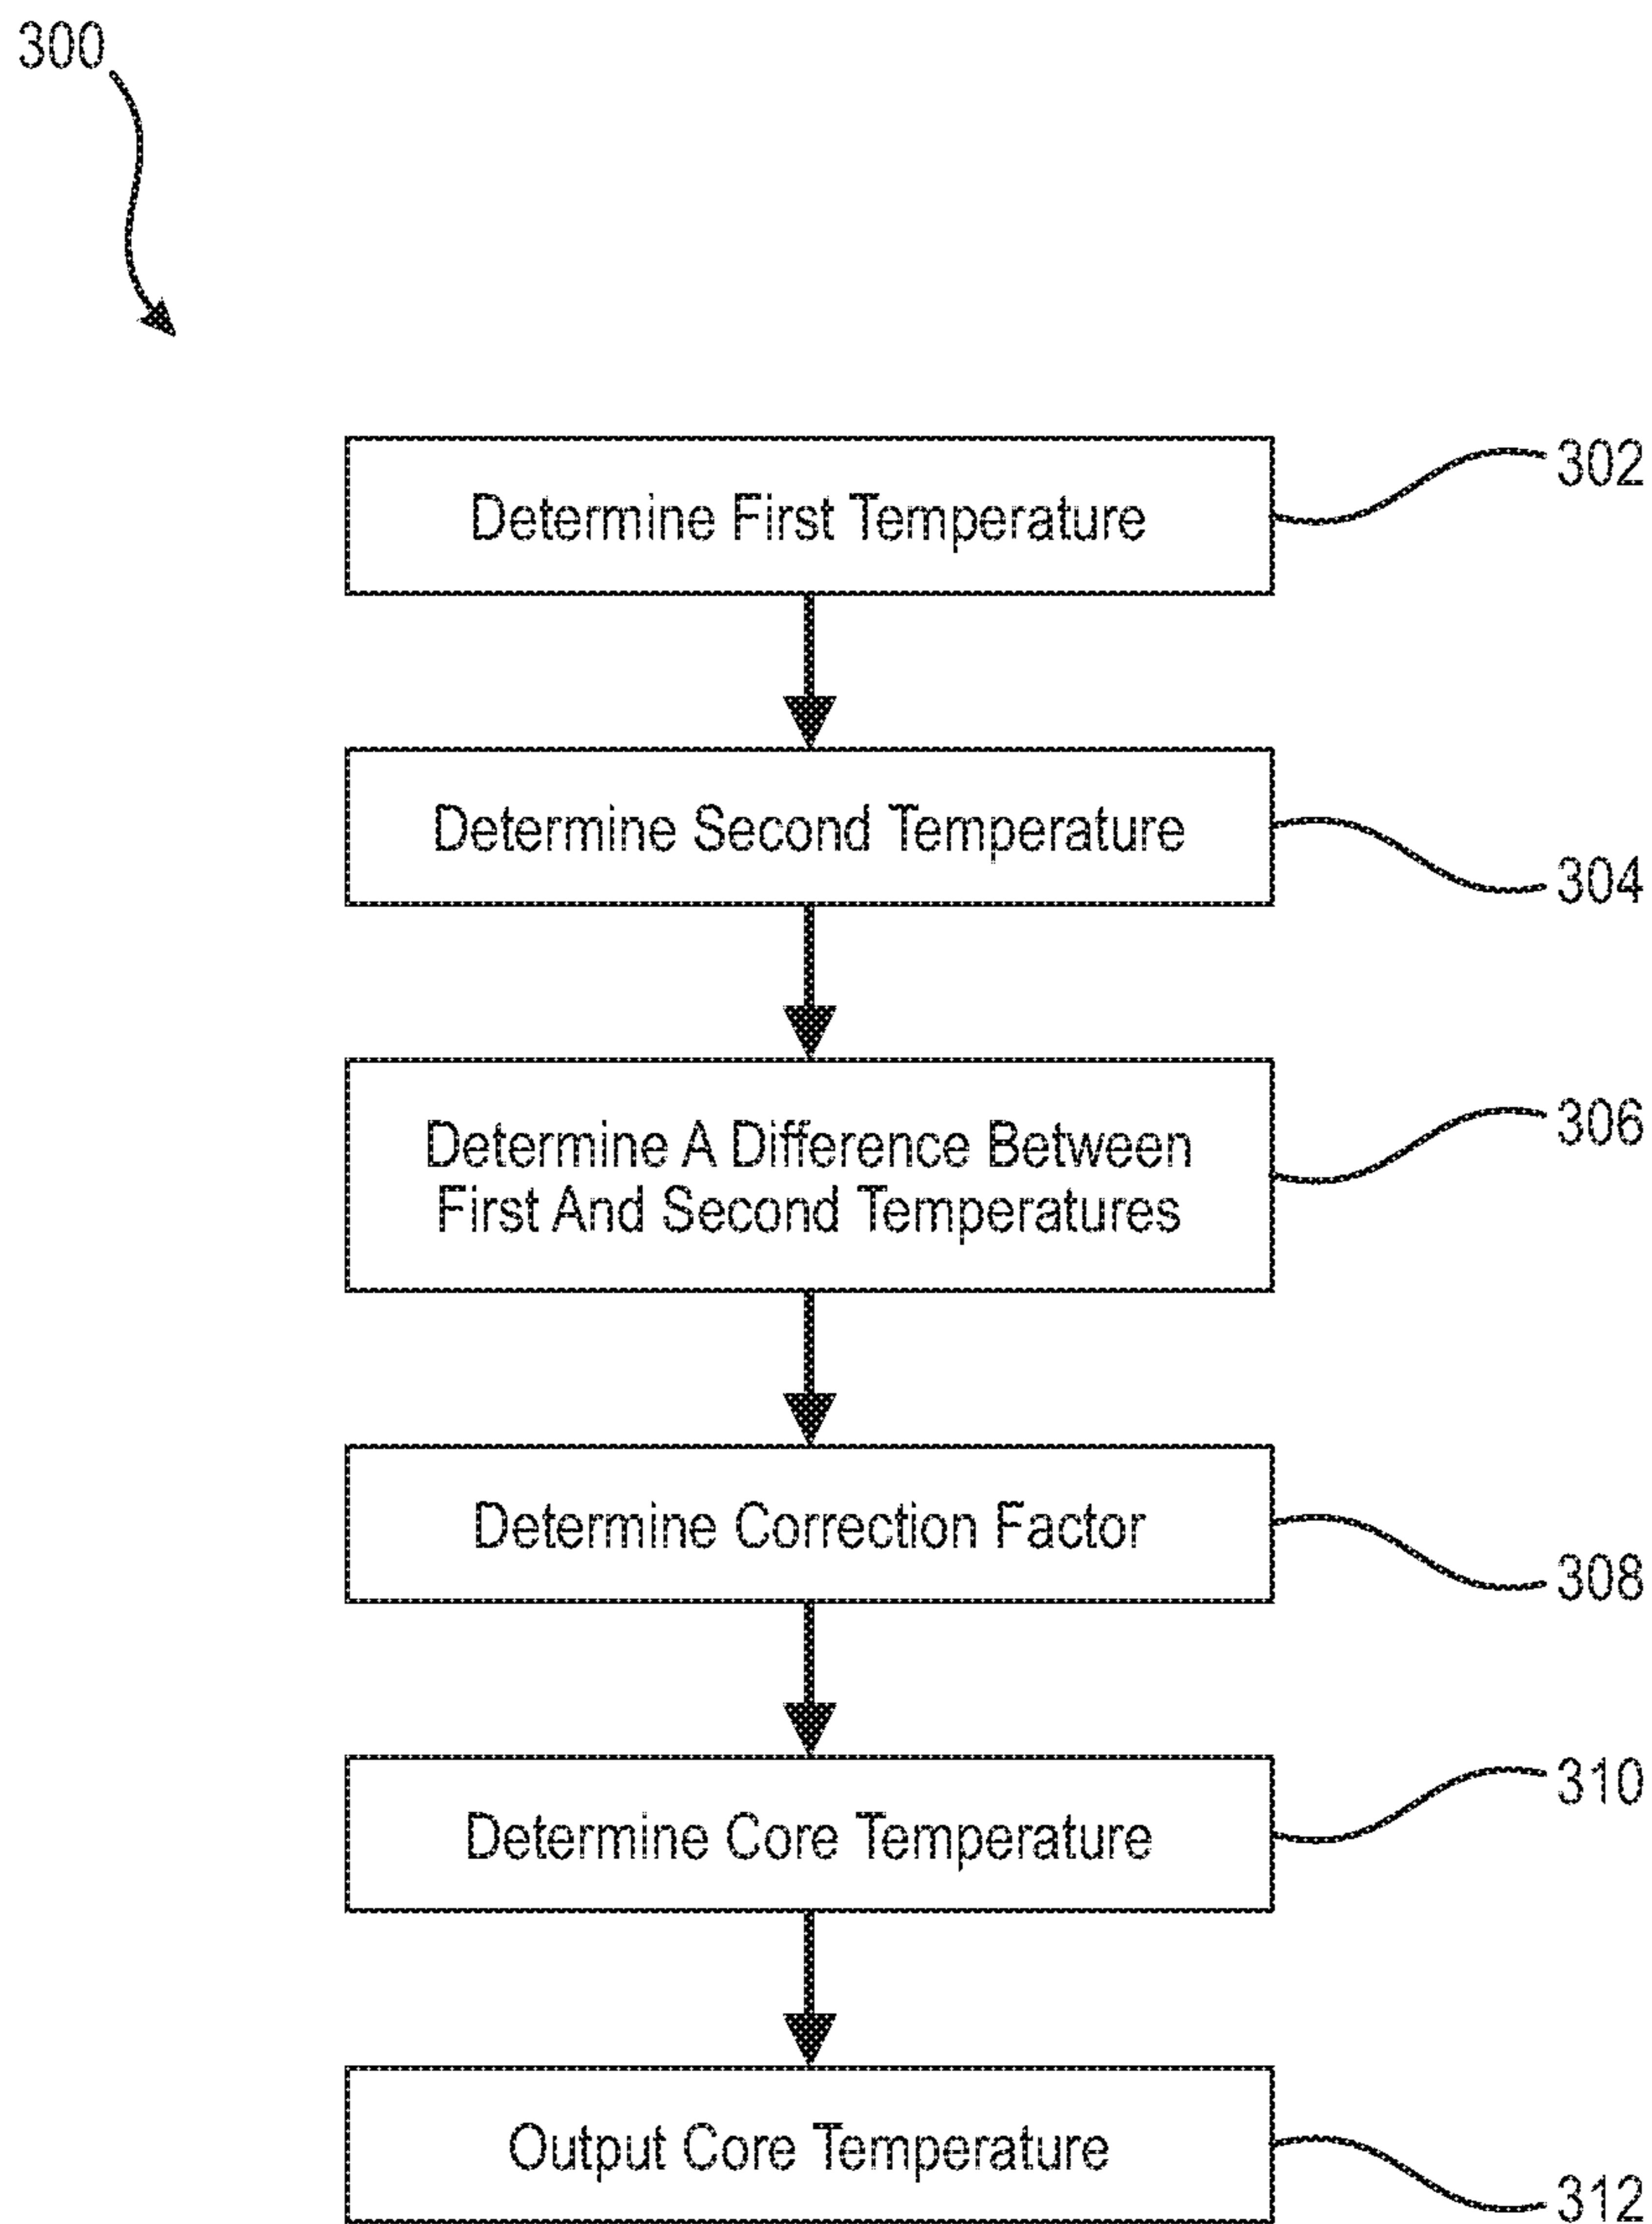 300
Determine First Temperature
302
Determine Second Temperature
304
Determine A Difference Between
First And Second Temperatures
306
Determine Correction Factor
308
Determine Core Temperature
310
Output Core Temperature
312